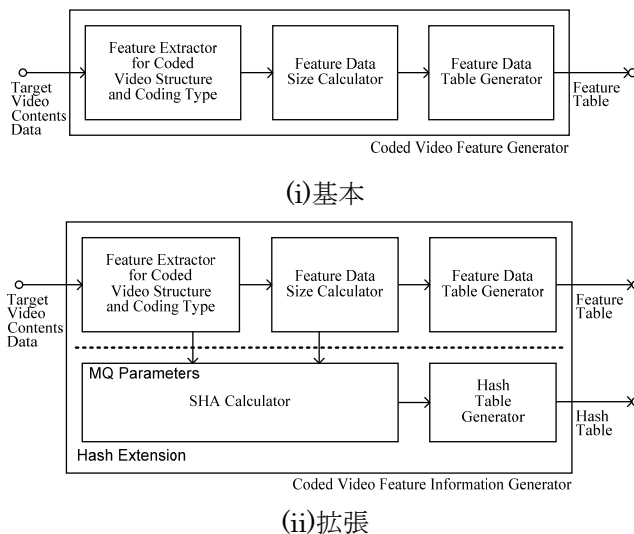 Feature Extractor
for Coded
Video Structure
and Coding Type
Feature Data
Size Calculator
Feature Data
Table Generator
Target
Video
Contents
Data
Feature
Table
Coded Video Feature Generator
(i)基本
Feature Extractor
for Coded
Video Structure
and Coding Type
Feature Data
Size Calculator
Feature Data
Table Generator
Target
Video
Contents
Data
Feature
Table
MQ Parameters
SHA Calculator
Hash
Table
Generator
Hash
Table
Hash Extension
Coded Video Feature Information Generator
(ii)拡張